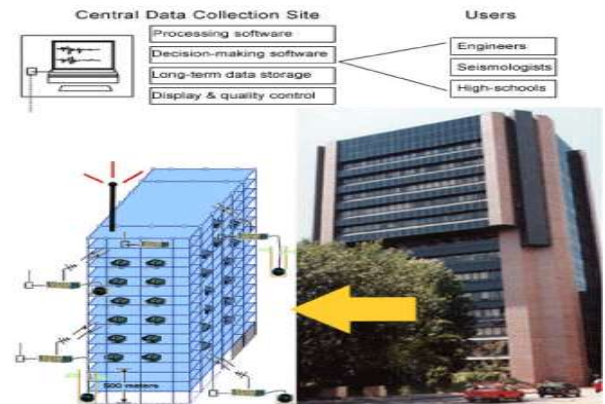 Central Data Collection Site
Users
Processing software
Decision-making software
Long-term data storage
Display & quality control
Engineers
Seismologists
High-schools
500 meters